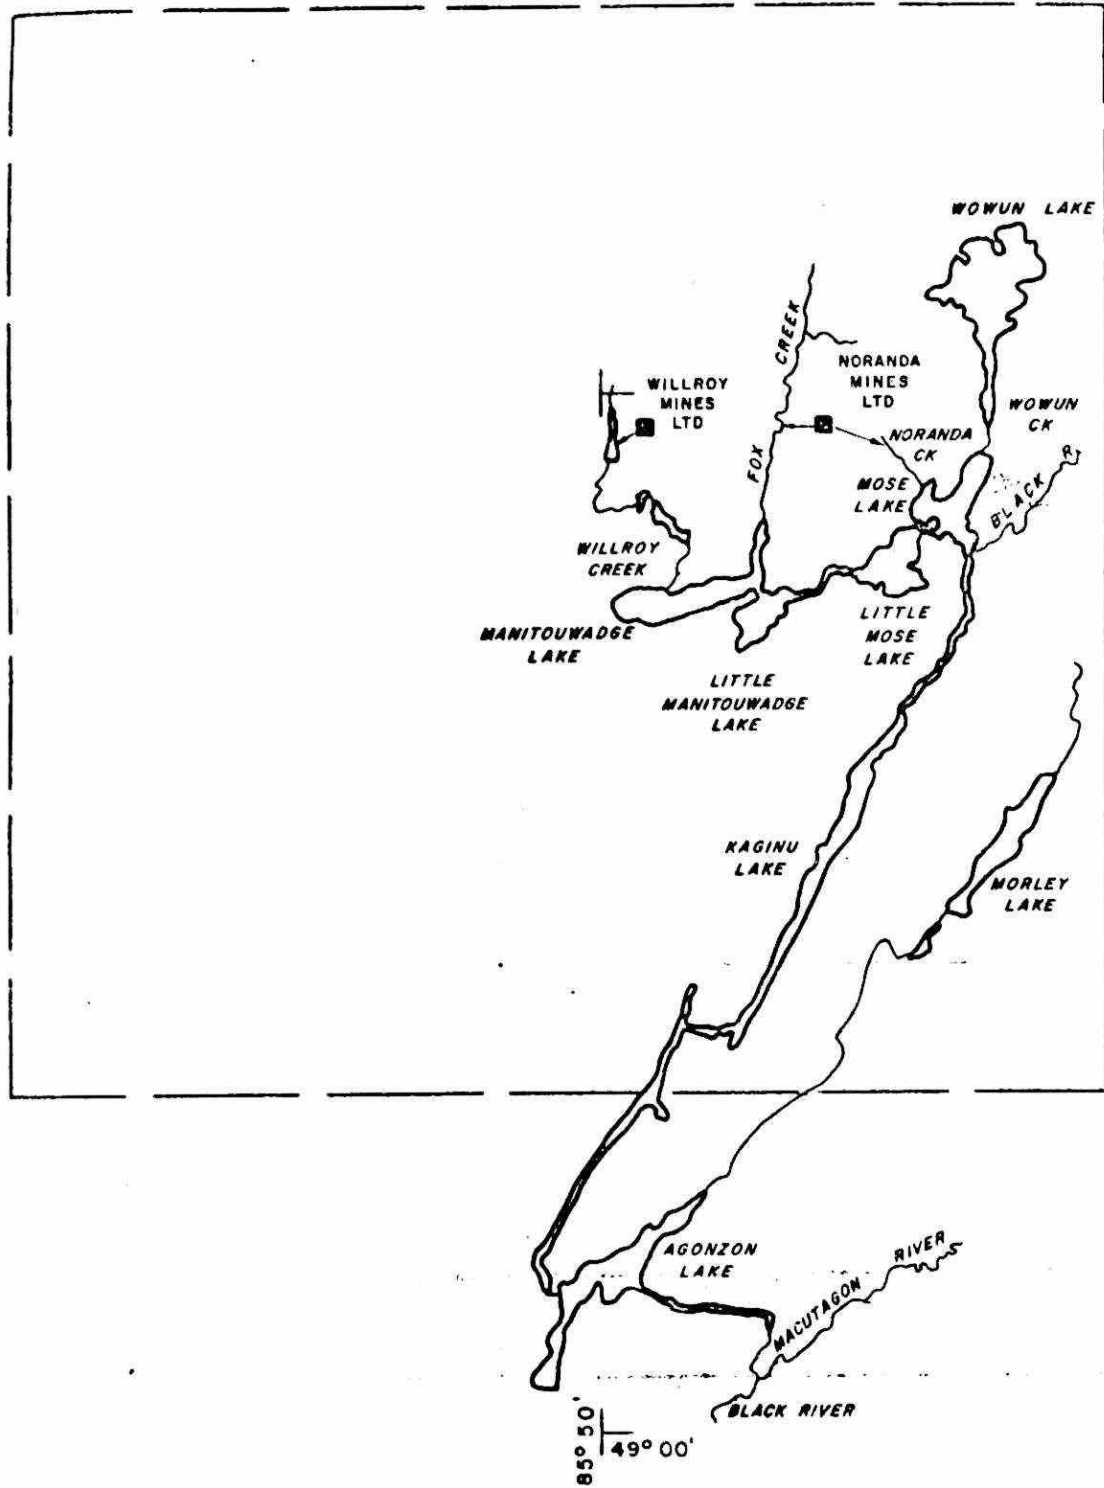 WOWUN LAKE
CREEK
NORANDA
MINES
LTD
WILLROY
MINES
LTD
WOWUN
CK
NORANDA
CK
FOX
MOSE
LAKE
BLACK R.
WILLROY
CREEK
MANITOUWADGE
LAKE
LITTLE
MOSE
LAKE
LITTLE
MANITOUWADGE
LAKE
KAGINU
LAKE
MORLEY
LAKE
AGONZON
LAKE
MACUTAGON RIVER
BLACK RIVER
85° 50'
49° 00'